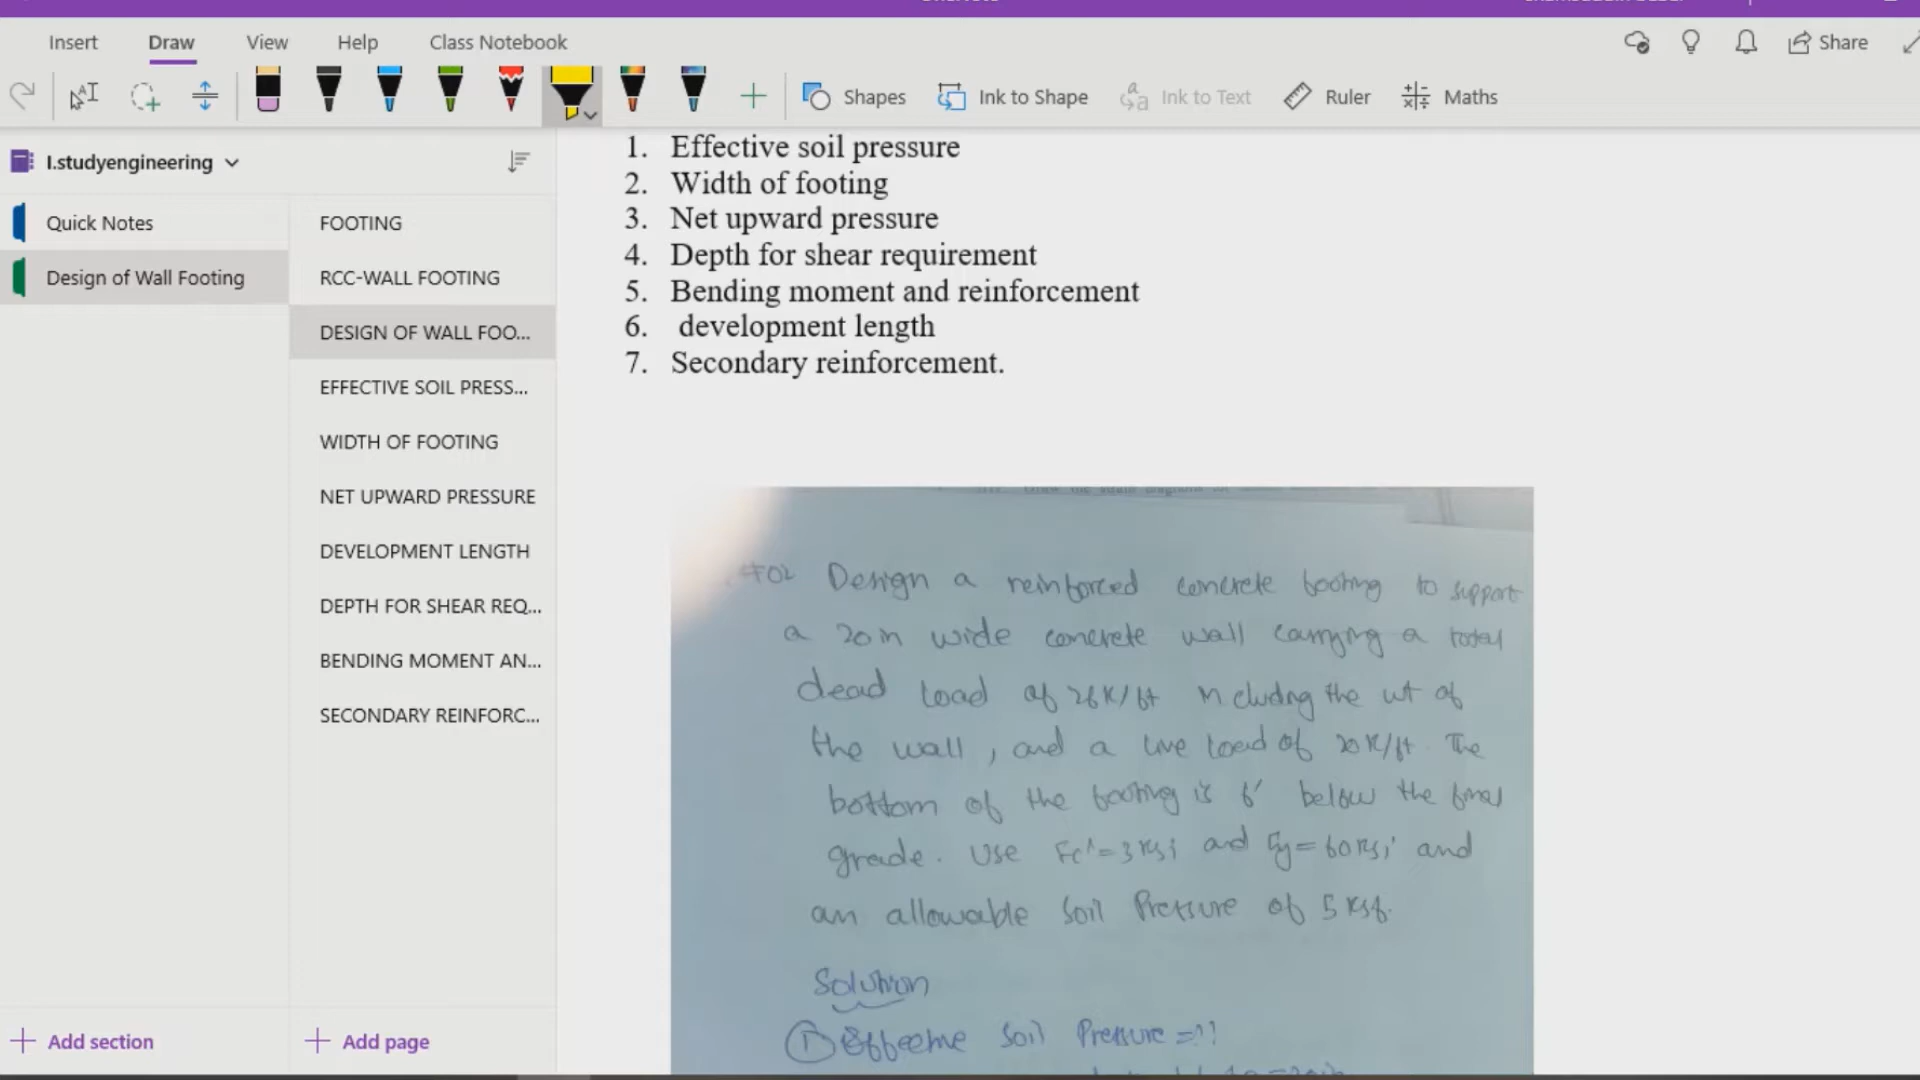 Insert Draw View Help Class Notebook Share
Shapes Ink to Shape Ink to Text Ruler Maths
I.studyengineering
Quick Notes
Design of Wall Footing
FOOTING
RCC-WALL FOOTING
DESIGN OF WALL FOO...
EFFECTIVE SOIL PRESS...
WIDTH OF FOOTING
NET UPWARD PRESSURE
DEVELOPMENT LENGTH
DEPTH FOR SHEAR REQ...
BENDING MOMENT AN...
SECONDARY REINFORC...
Add section
Add page
1. Effective soil pressure
2. Width of footing
3. Net upward pressure
4. Depth for shear requirement
5. Bending moment and reinforcement
6. development length
7. Secondary reinforcement.
Design a reinforced concrete footing to support
a 20in wide concrete wall carrying a total
dead load of 26K/ft including the wt of
the wall, and a live load of 20K/ft. The
bottom of the footing is 6' below the final
grade. Use Fc'=3Ksi and Fy=60Ksi and
an allowable soil Pressure of 5Ksf.
Solution
① Effective Soil Pressure =